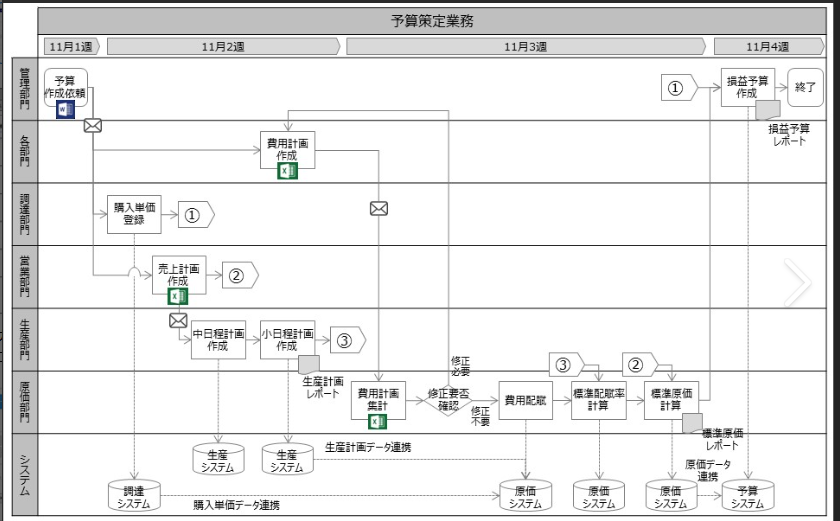 予算策定業務
11月1週
11月2週
11月3週
11月4週
管理部門
予算
作成依頼
①
損益予算
作成
終了
損益予算
レポート
各部門
費用計画
作成
調達部門
購入単価
登録
①
営業部門
売上計画
作成
②
生産部門
中日程計画
作成
小日程計画
作成
③
生産計画
レポート
修正
必要
③
②
原価部門
費用計画
集計
修正要否
確認
修正
不要
費用配賦
標準配賦率
計算
標準原価
計算
標準原価
レポート
システム
生産
システム
生産
システム
生産計画データ連携
原価データ
連携
調達
システム
購入単価データ連携
原価
システム
原価
システム
原価
システム
予算
システム